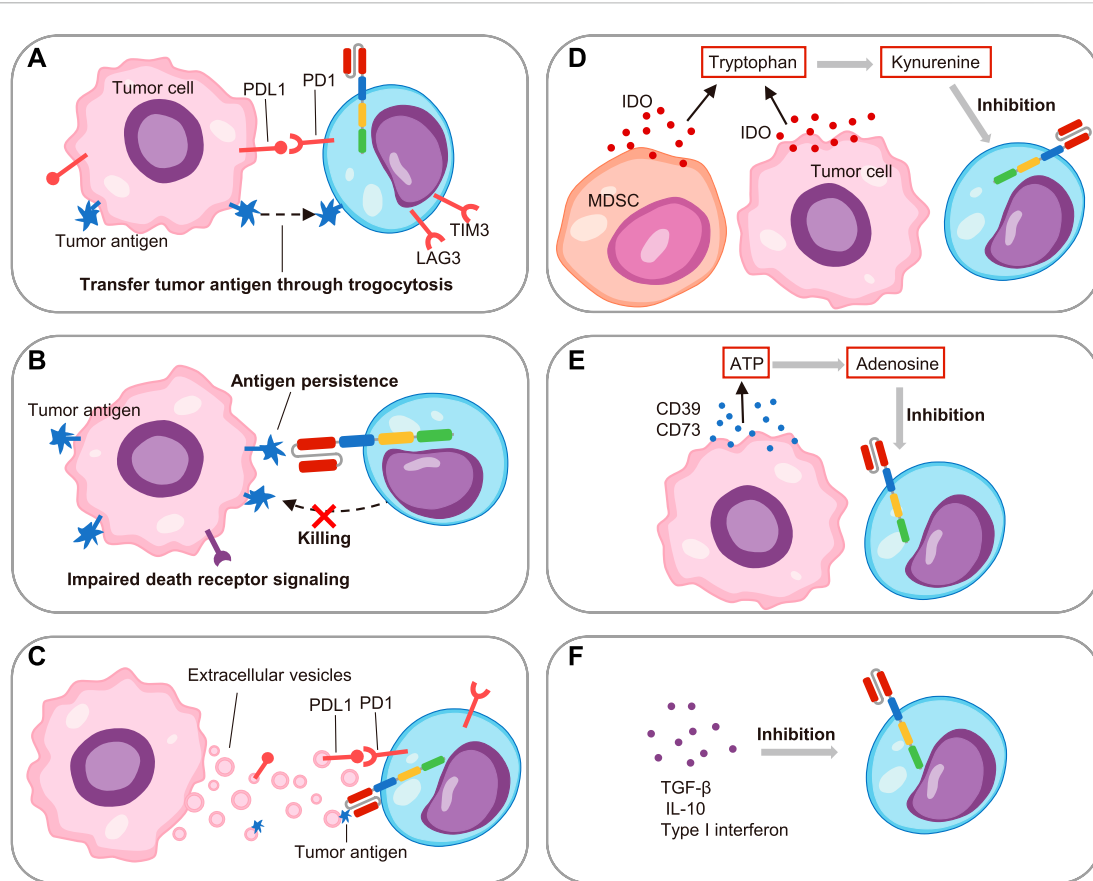 A
Tumor cell
PDL1
PD1
Tumor antigen
TIM3
LAG3
Transfer tumor antigen through trogocytosis
B
Antigen persistence
Tumor antigen
Killing
Impaired death receptor signaling
C
Extracellular vesicles
PDL1
PD1
Tumor antigen
D
Tryptophan
Kynurenine
IDO
Inhibition
IDO
Tumor cell
MDSC
E
ATP
Adenosine
CD39
CD73
Inhibition
F
Inhibition
TGF-β
IL-10
Type I interferon